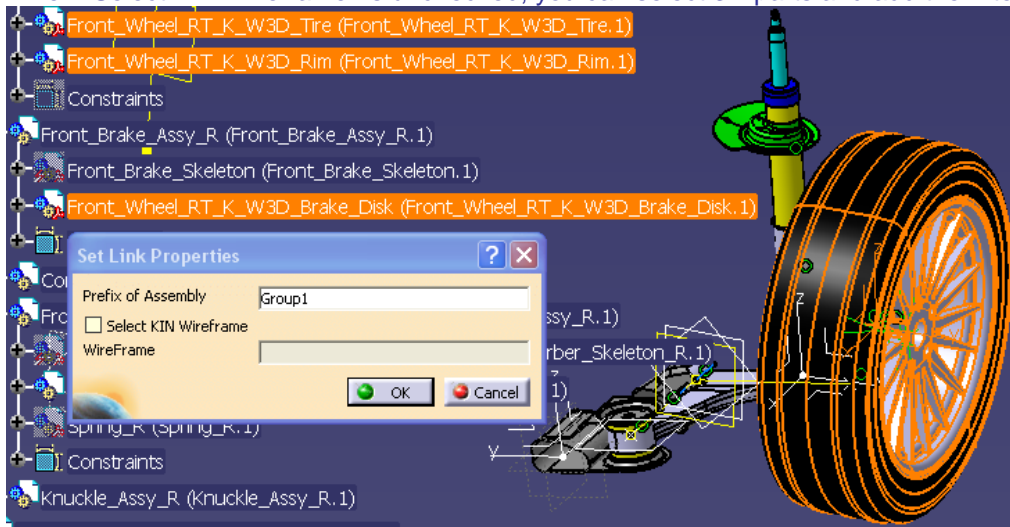 Front_Wheel_RT_K_W3D_Tire (Front_Wheel_RT_K_W3D_Tire.1)
Front_Wheel_RT_K_W3D_Rim (Front_Wheel_RT_K_W3D_Rim.1)
Constraints
Front_Brake_Assy_R (Front_Brake_Assy_R.1)
Front_Brake_Skeleton (Front_Brake_Skeleton.1)
Front_Wheel_RT_K_W3D_Brake_Disk (Front_Wheel_RT_K_W3D_Brake_Disk.1)
Set Link Properties
Prefix of Assembly Group1
Select KIN Wireframe
WireFrame
OK Cancel
ssy_R.1)
rber_Skeleton_R.1)
1)
Spring_R (Spring_R.1)
Constraints
Knuckle_Assy_R (Knuckle_Assy_R.1)